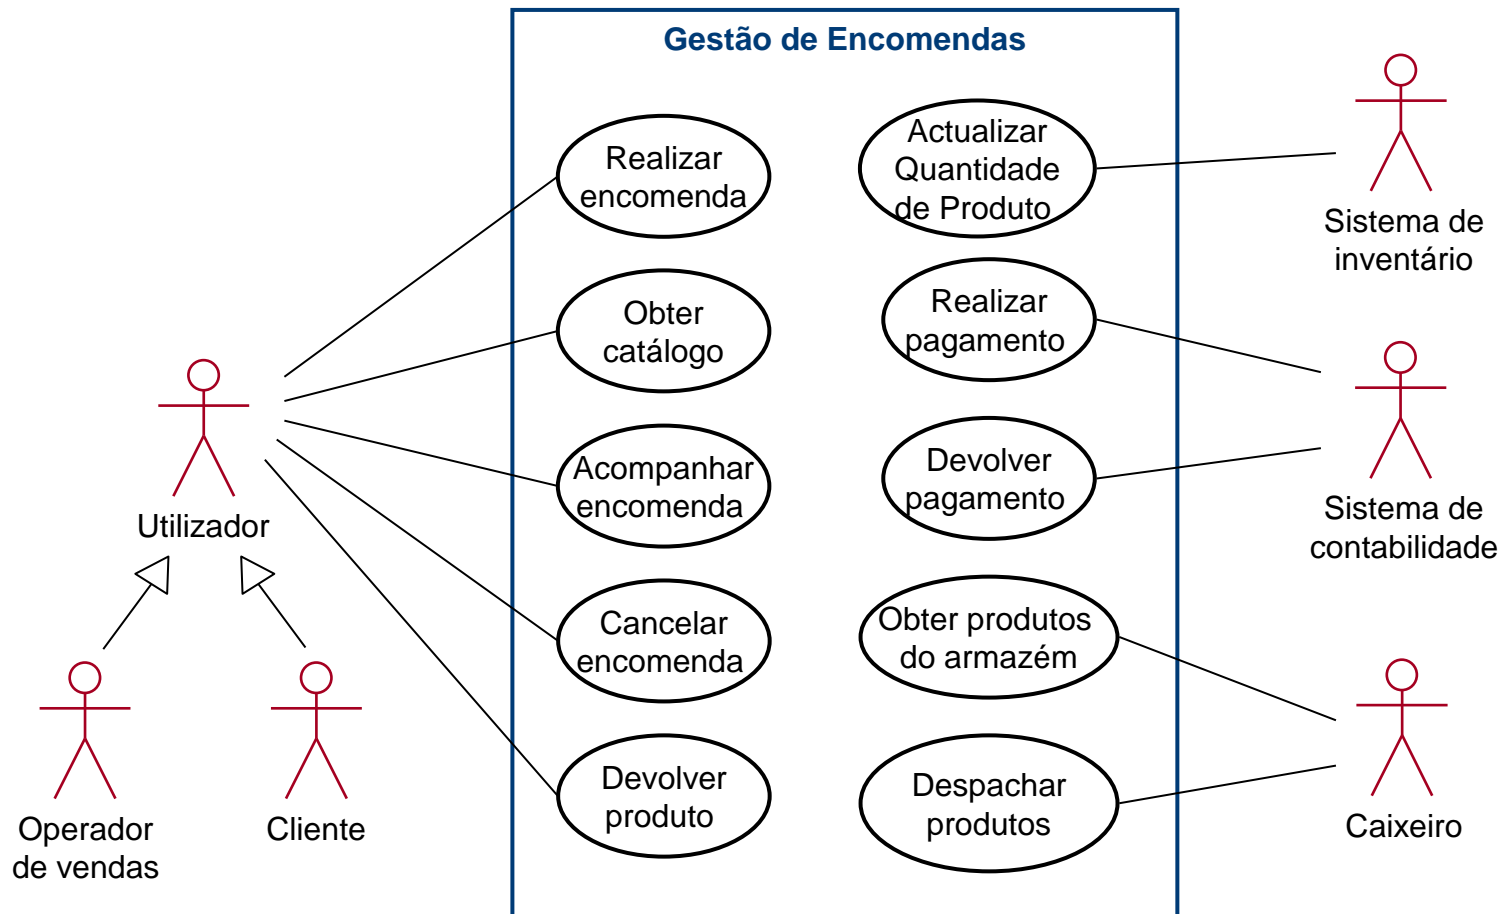 Gestão de Encomendas
Realizar
encomenda
Actualizar
Quantidade
de Produto
Sistema de
inventário
Obter
catálogo
Realizar
pagamento
Utilizador
Acompanhar
encomenda
Devolver
pagamento
Sistema de
contabilidade
Cancelar
encomenda
Obter produtos
do armazém
Operador
de vendas
Cliente
Devolver
produto
Despachar
produtos
Caixeiro